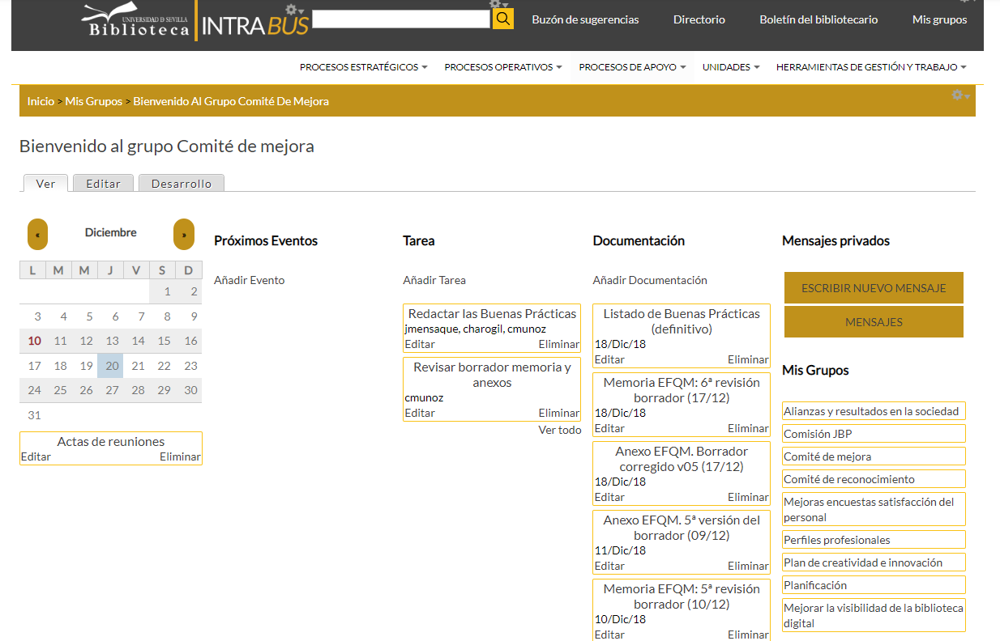 UNIVERSIDAD D SEVILLA
Biblioteca
INTRABUS
Buzón de sugerencias
Directorio
Boletín del bibliotecario
Mis grupos
PROCESOS ESTRATÉGICOS
PROCESOS OPERATIVOS
PROCESOS DE APOYO
UNIDADES
HERRAMIENTAS DE GESTIÓN Y TRABAJO
Inicio > Mis Grupos > Bienvenido Al Grupo Comité De Mejora
Bienvenido al grupo Comité de mejora
Ver
Editar
Desarrollo
« Diciembre »
L M M J V S D
1 2
3 4 5 6 7 8 9
10 11 12 13 14 15 16
17 18 19 20 21 22 23
24 25 26 27 28 29 30
31
Actas de reuniones
Editar Eliminar
Próximos Eventos
Añadir Evento
Tarea
Añadir Tarea
Redactar las Buenas Prácticas
jmensaque, charogil, cmunoz
Editar Eliminar
Revisar borrador memoria y
anexos
cmunoz
Editar Eliminar
Ver todo
Documentación
Añadir Documentación
Listado de Buenas Prácticas
(definitivo)
18/Dic/18
Editar Eliminar
Memoria EFQM: 6ª revisión
borrador (17/12)
18/Dic/18
Editar Eliminar
Anexo EFQM. Borrador
corregido v05 (17/12)
18/Dic/18
Editar Eliminar
Anexo EFQM. 5ª versión del
borrador (09/12)
11/Dic/18
Editar Eliminar
Memoria EFQM: 5ª revisión
borrador (10/12)
10/Dic/18
Editar Eliminar
Mensajes privados
ESCRIBIR NUEVO MENSAJE
MENSAJES
Mis Grupos
Alianzas y resultados en la sociedad
Comisión JBP
Comité de mejora
Comité de reconocimiento
Mejoras encuestas satisfacción del
personal
Perfiles profesionales
Plan de creatividad e innovación
Planificación
Mejorar la visibilidad de la biblioteca
digital